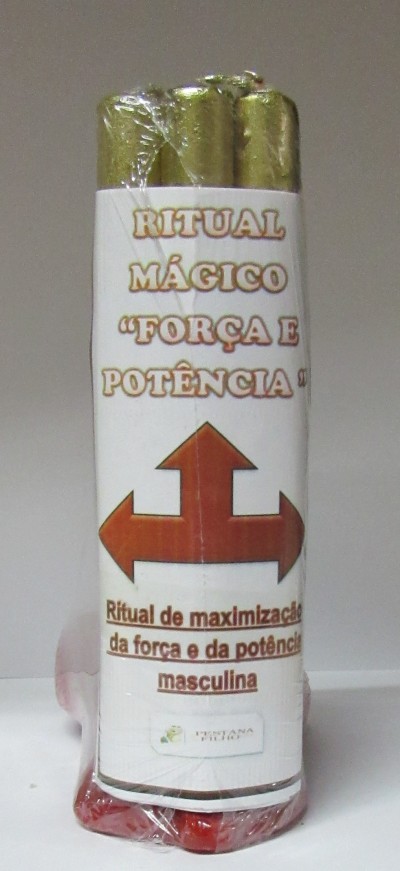 RITUAL
MÁGICO
“FORÇA E
POTÊNCIA “
Ritual de maximização
da força e da potência
masculina
PESTANA
FILHO